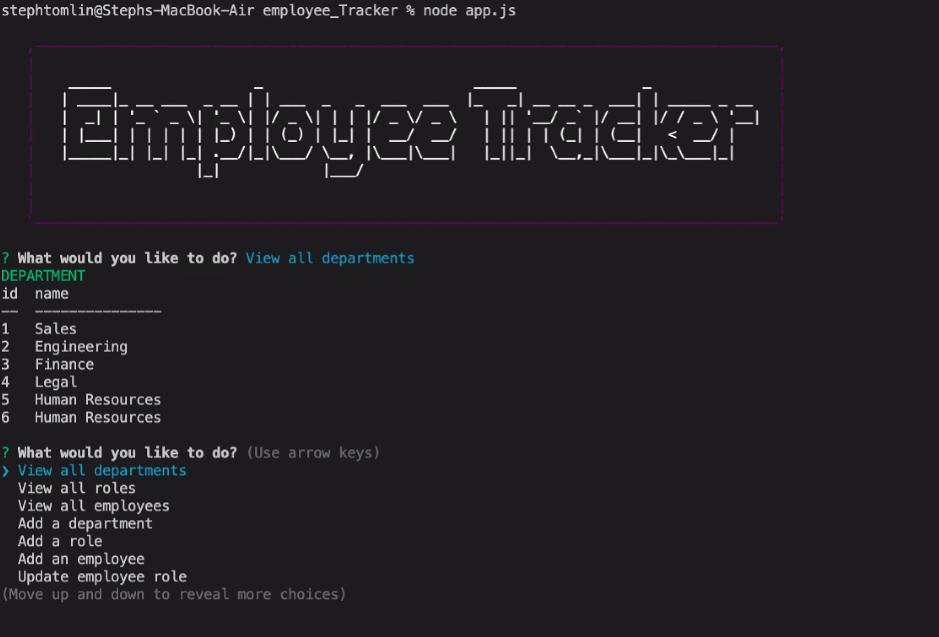 stephtomlin@Stephs-MacBook-Air employee_Tracker % node app.js
Employee Tracker
? What would you like to do? View all departments
DEPARTMENT
id  name
--  ---------------
1   Sales
2   Engineering
3   Finance
4   Legal
5   Human Resources
6   Human Resources
? What would you like to do? (Use arrow keys)
❯ View all departments
  View all roles
  View all employees
  Add a department
  Add a role
  Add an employee
  Update employee role
(Move up and down to reveal more choices)